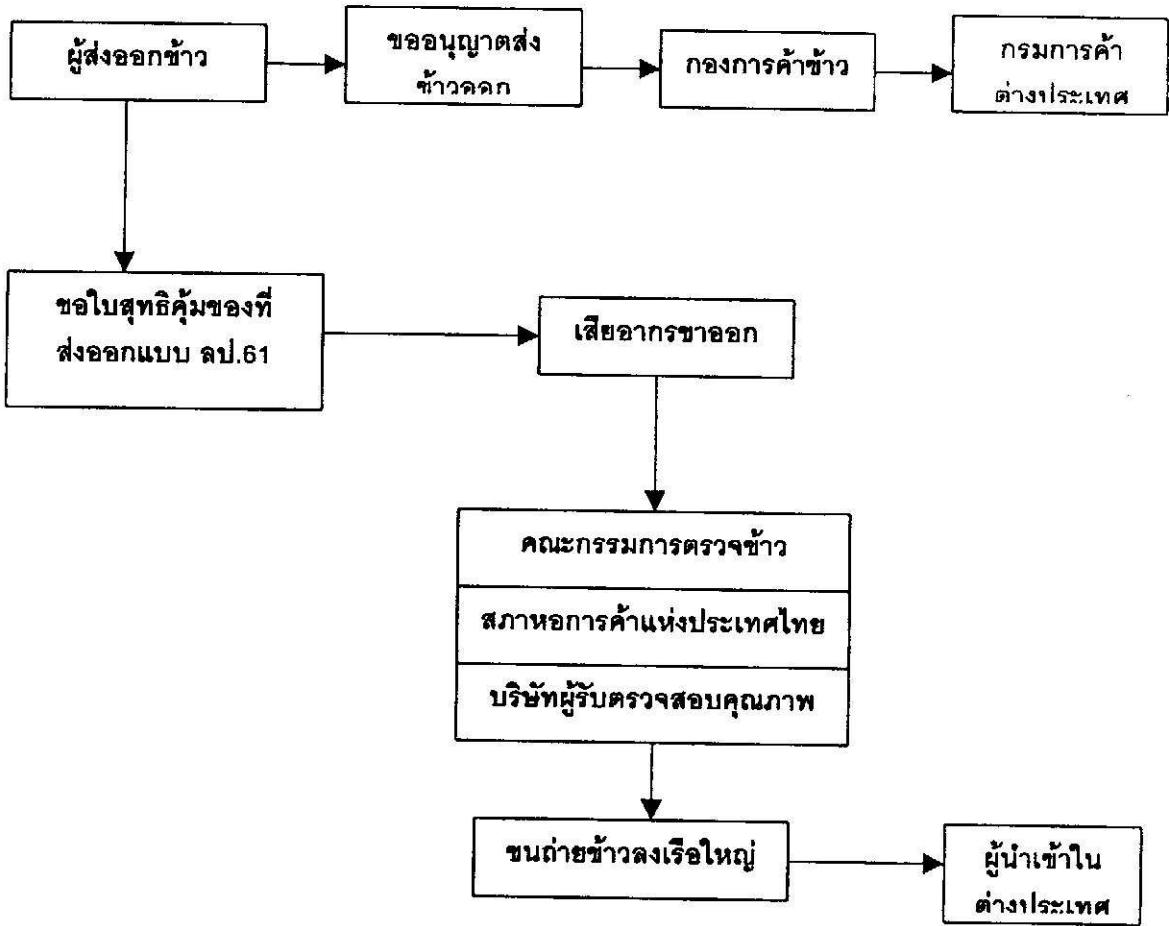 ผู้ส่งออกข้าว
ขออนุญาตส่ง
ข้าวออก
กองการค้าข้าว
กรมการค้า
ต่างประเทศ
ขอใบสุทธิคุ้มของที่
ส่งออกแบบ ลป.61
เสียอากรขาออก
คณะกรรมการตรวจข้าว
สภาหอการค้าแห่งประเทศไทย
บริษัทผู้รับตรวจสอบคุณภาพ
ขนถ่ายข้าวลงเรือใหญ่
ผู้นำเข้าใน
ต่างประเทศ